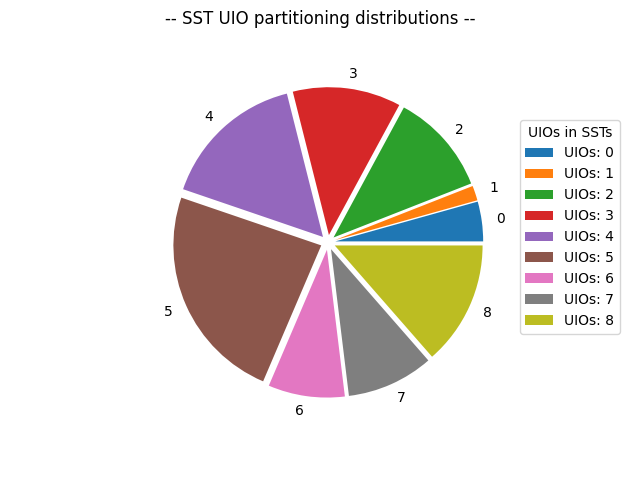 -- SST UIO partitioning distributions --
3
4
2
1
0
5
8
7
6
UIOs in SSTs
UIOs: 0
UIOs: 1
UIOs: 2
UIOs: 3
UIOs: 4
UIOs: 5
UIOs: 6
UIOs: 7
UIOs: 8